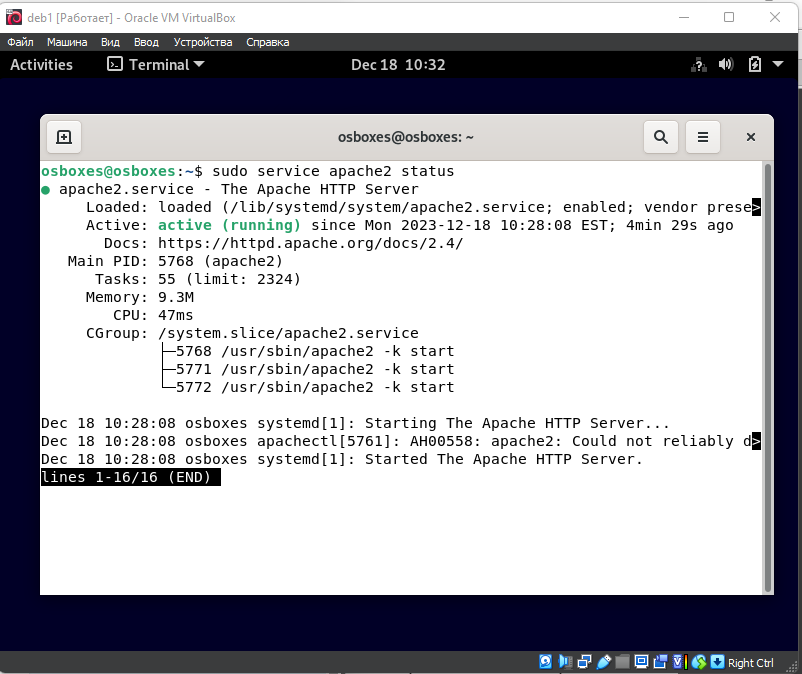 deb1 [Работает] - Oracle VM VirtualBox
Файл Машина Вид Ввод Устройства Справка
Activities Terminal Dec 18 10:32
osboxes@osboxes: ~
osboxes@osboxes:~$ sudo service apache2 status
● apache2.service - The Apache HTTP Server
Loaded: loaded (/lib/systemd/system/apache2.service; enabled; vendor prese>
Active: active (running) since Mon 2023-12-18 10:28:08 EST; 4min 29s ago
Docs: https://httpd.apache.org/docs/2.4/
Main PID: 5768 (apache2)
Tasks: 55 (limit: 2324)
Memory: 9.3M
CPU: 47ms
CGroup: /system.slice/apache2.service
├─5768 /usr/sbin/apache2 -k start
├─5771 /usr/sbin/apache2 -k start
└─5772 /usr/sbin/apache2 -k start
Dec 18 10:28:08 osboxes systemd[1]: Starting The Apache HTTP Server...
Dec 18 10:28:08 osboxes apachectl[5761]: AH00558: apache2: Could not reliably d>
Dec 18 10:28:08 osboxes systemd[1]: Started The Apache HTTP Server.
lines 1-16/16 (END)
Right Ctrl